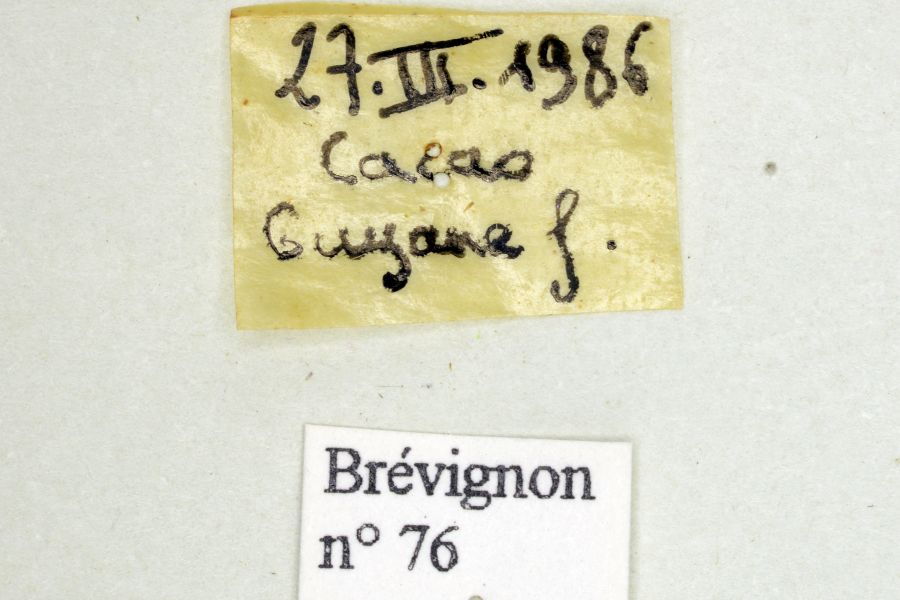 27.III.1986
Cacao
Guyane f.
Brévignon
n° 76